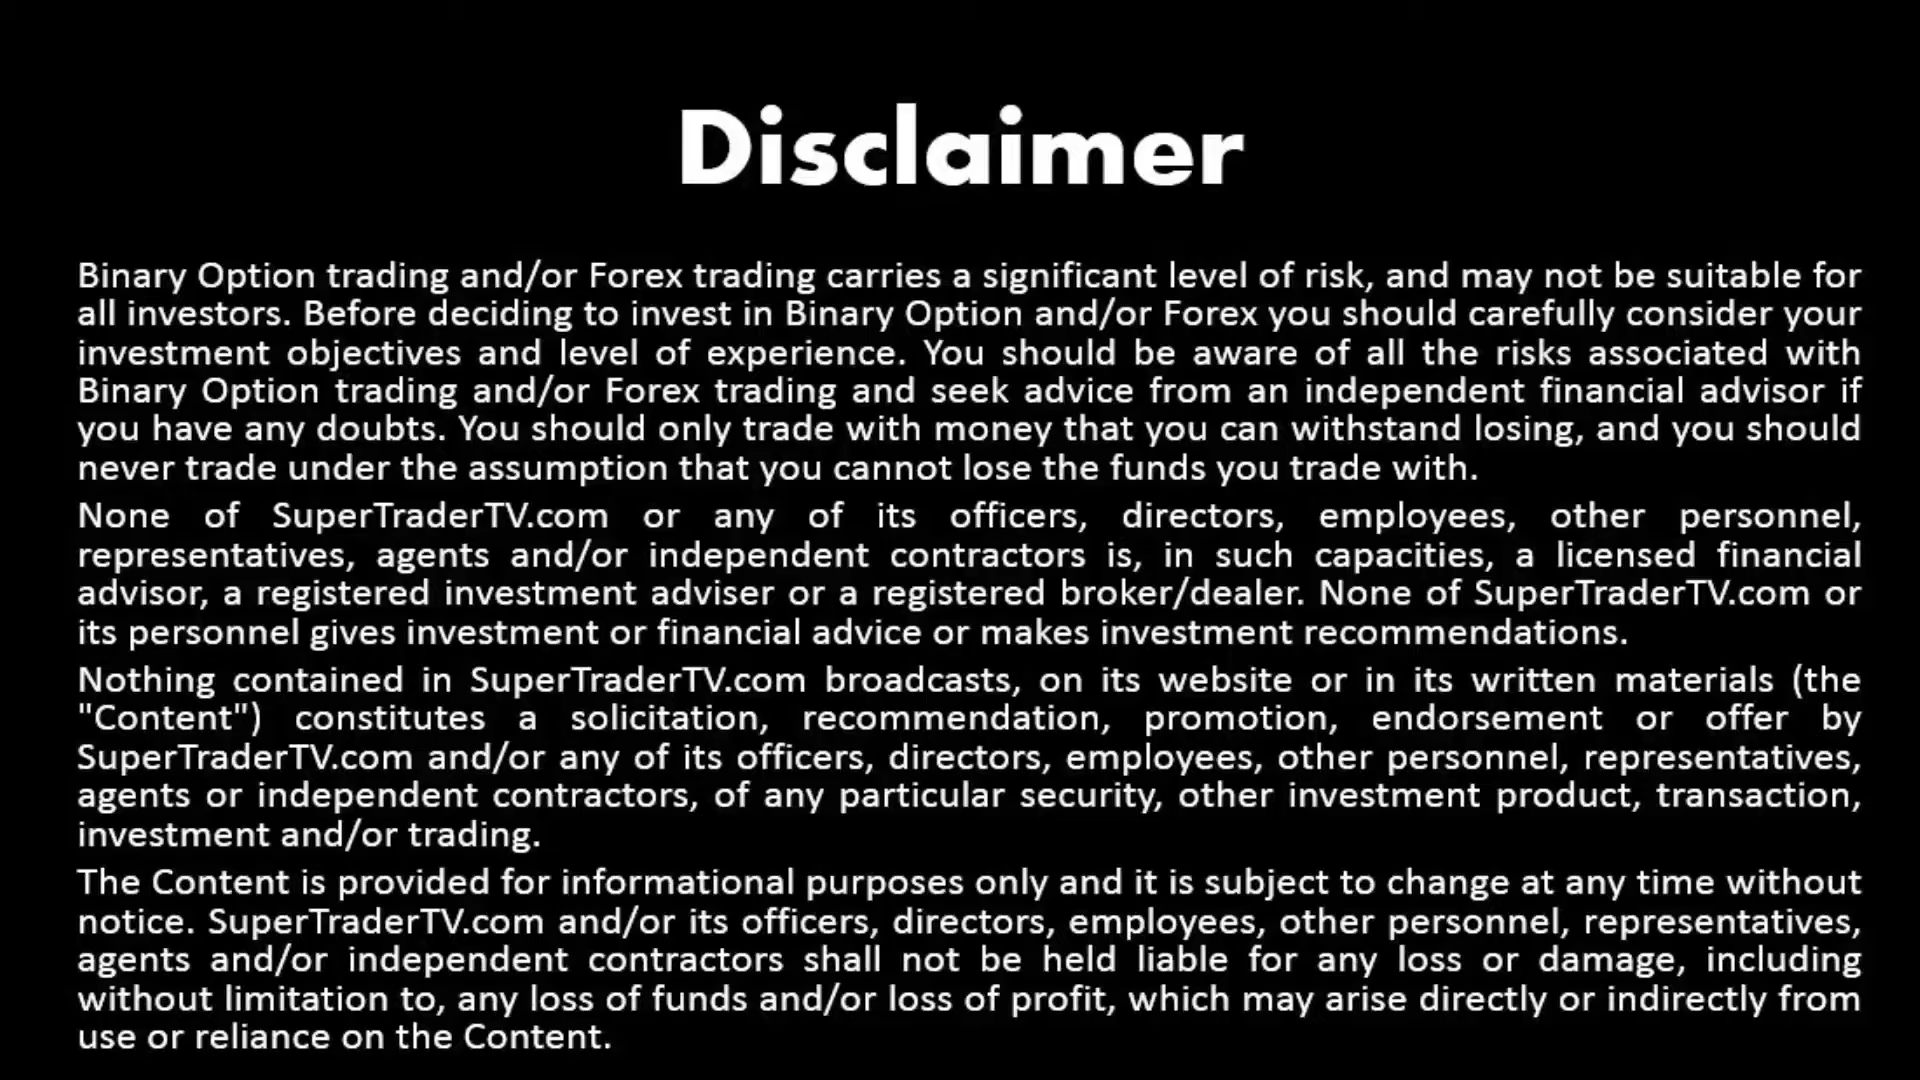 Disclaimer
Binary Option trading and/or Forex trading carries a significant level of risk, and may not be suitable for
all investors. Before deciding to invest in Binary Option and/or Forex you should carefully consider your
investment objectives and level of experience. You should be aware of all the risks associated with
Binary Option trading and/or Forex trading and seek advice from an independent financial advisor if
you have any doubts. You should only trade with money that you can withstand losing, and you should
never trade under the assumption that you cannot lose the funds you trade with.
None of SuperTraderTV.com or any of its officers, directors, employees, other personnel,
representatives, agents and/or independent contractors is, in such capacities, a licensed financial
advisor, a registered investment adviser or a registered broker/dealer. None of SuperTraderTV.com or
its personnel gives investment or financial advice or makes investment recommendations.
Nothing contained in SuperTraderTV.com broadcasts, on its website or in its written materials (the
"Content") constitutes a solicitation, recommendation, promotion, endorsement or offer by
SuperTraderTV.com and/or any of its officers, directors, employees, other personnel, representatives,
agents or independent contractors, of any particular security, other investment product, transaction,
investment and/or trading.
The Content is provided for informational purposes only and it is subject to change at any time without
notice. SuperTraderTV.com and/or its officers, directors, employees, other personnel, representatives,
agents and/or independent contractors shall not be held liable for any loss or damage, including
without limitation to, any loss of funds and/or loss of profit, which may arise directly or indirectly from
use or reliance on the Content.